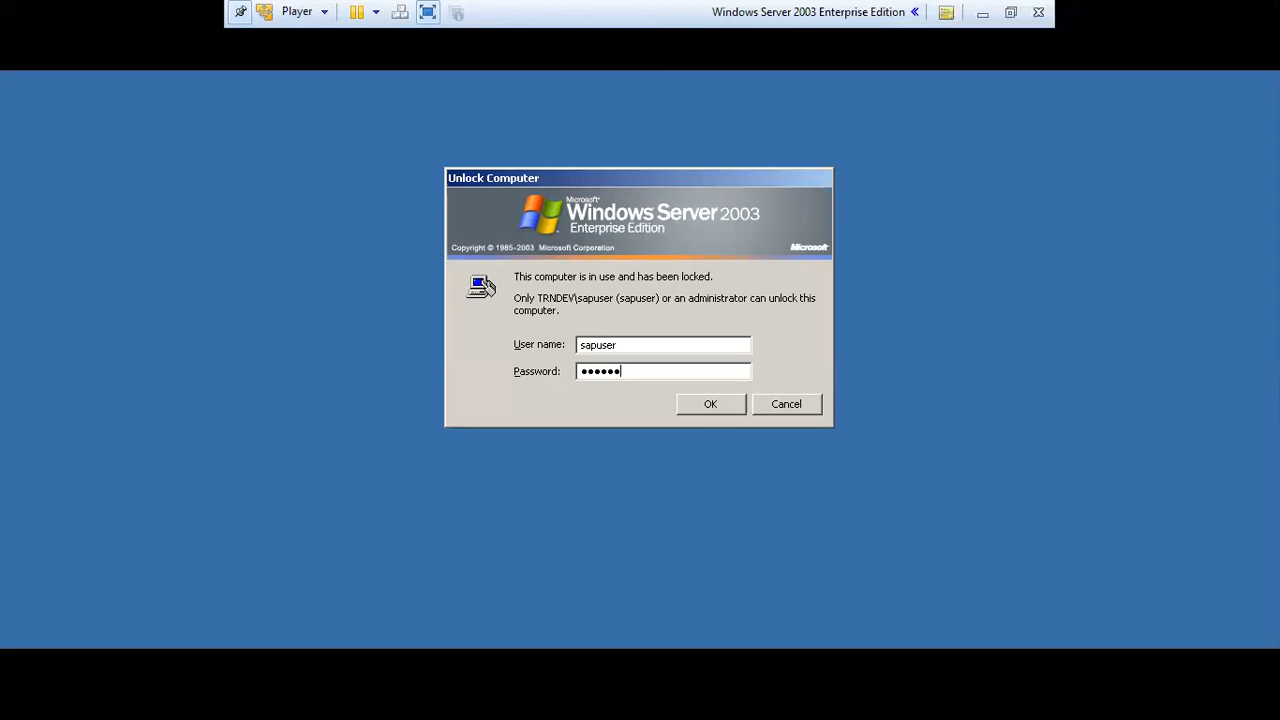 Player
Windows Server 2003 Enterprise Edition
Unlock Computer
Microsoft
Windows Server 2003
Enterprise Edition
Copyright © 1985-2003 Microsoft Corporation
Microsoft
This computer is in use and has been locked.
Only TRNDEV\sapuser (sapuser) or an administrator can unlock this
computer.
User name: sapuser
Password: ●●●●●●
OK Cancel